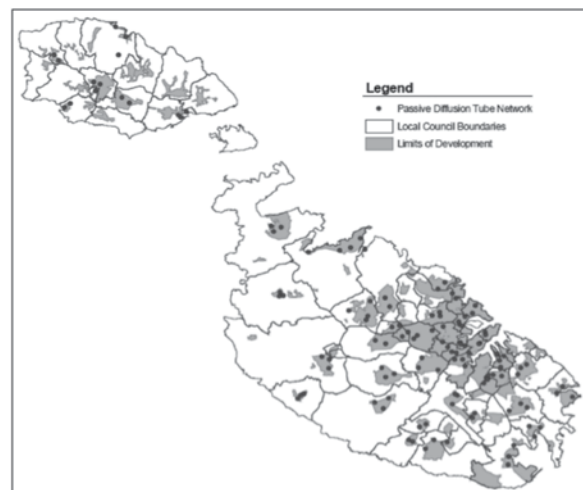 Legend
Passive Diffusion Tube Network
Local Council Boundaries
Limits of Development